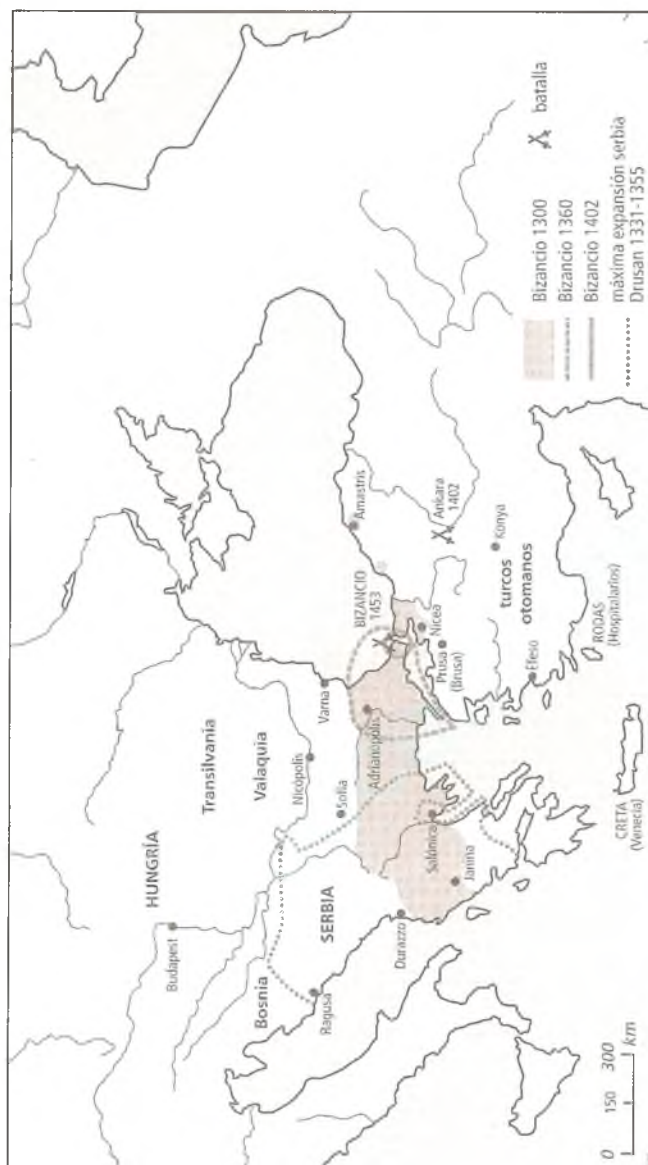 HUNGRÍA
Budapest
Transilvania
Valaquia
Bosnia
Ragusa
SERBIA
Nicópolis
Varna
Sofía
Durazzo
Janina
Salónica
Adrianópolis
BIZANCIO
1453
Nicea
Prusa
(Brusa)
Amastris
Ankara
1402
Konya
turcos
otomanos
Efeso
RODAS
(Hospitalarios)
CRETA
(Venecia)
0 150 300 km
Bizancio 1300
Bizancio 1360
Bizancio 1402
máxima expansión serbia
Drusan 1331-1355
batalla